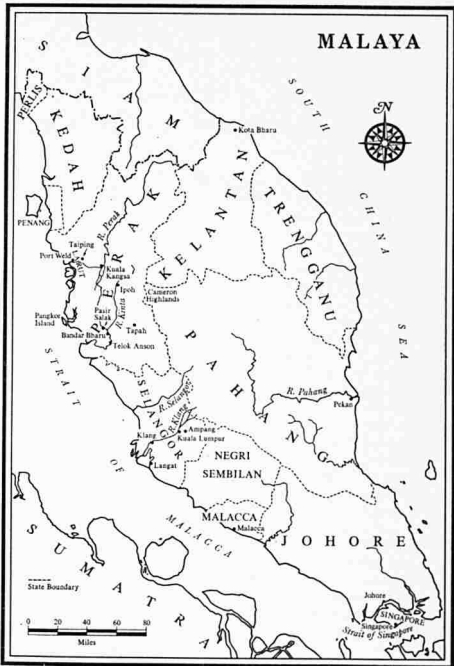 MALAYA
N
SIAM
SOUTH CHINA SEA
PERLIS
KEDAH
Kota Bharu
PENANG
KELANTAN
TRENGGANU
PERAK
R. Perak
Taiping
Port Weld
LARUT
Kuala
Kangsa
Ipoh
Cameron
Highlands
Pasir
Salak
R. Kinta
Pangkor
Island
Tapah
Bandar Bharu
Telok Anson
STRAIT OF MALACCA
PAHANG
R. Pahang
Pekan
SELANGOR
R. Selangor
R. Klang
Ampang
Klang
Kuala Lumpur
Langat
NEGRI
SEMBILAN
MALACCA
Malacca
JOHORE
SUMATRA
Johore
SINGAPORE
Singapore
Strait of Singapore
State Boundary
0 20 40 60 80
Miles